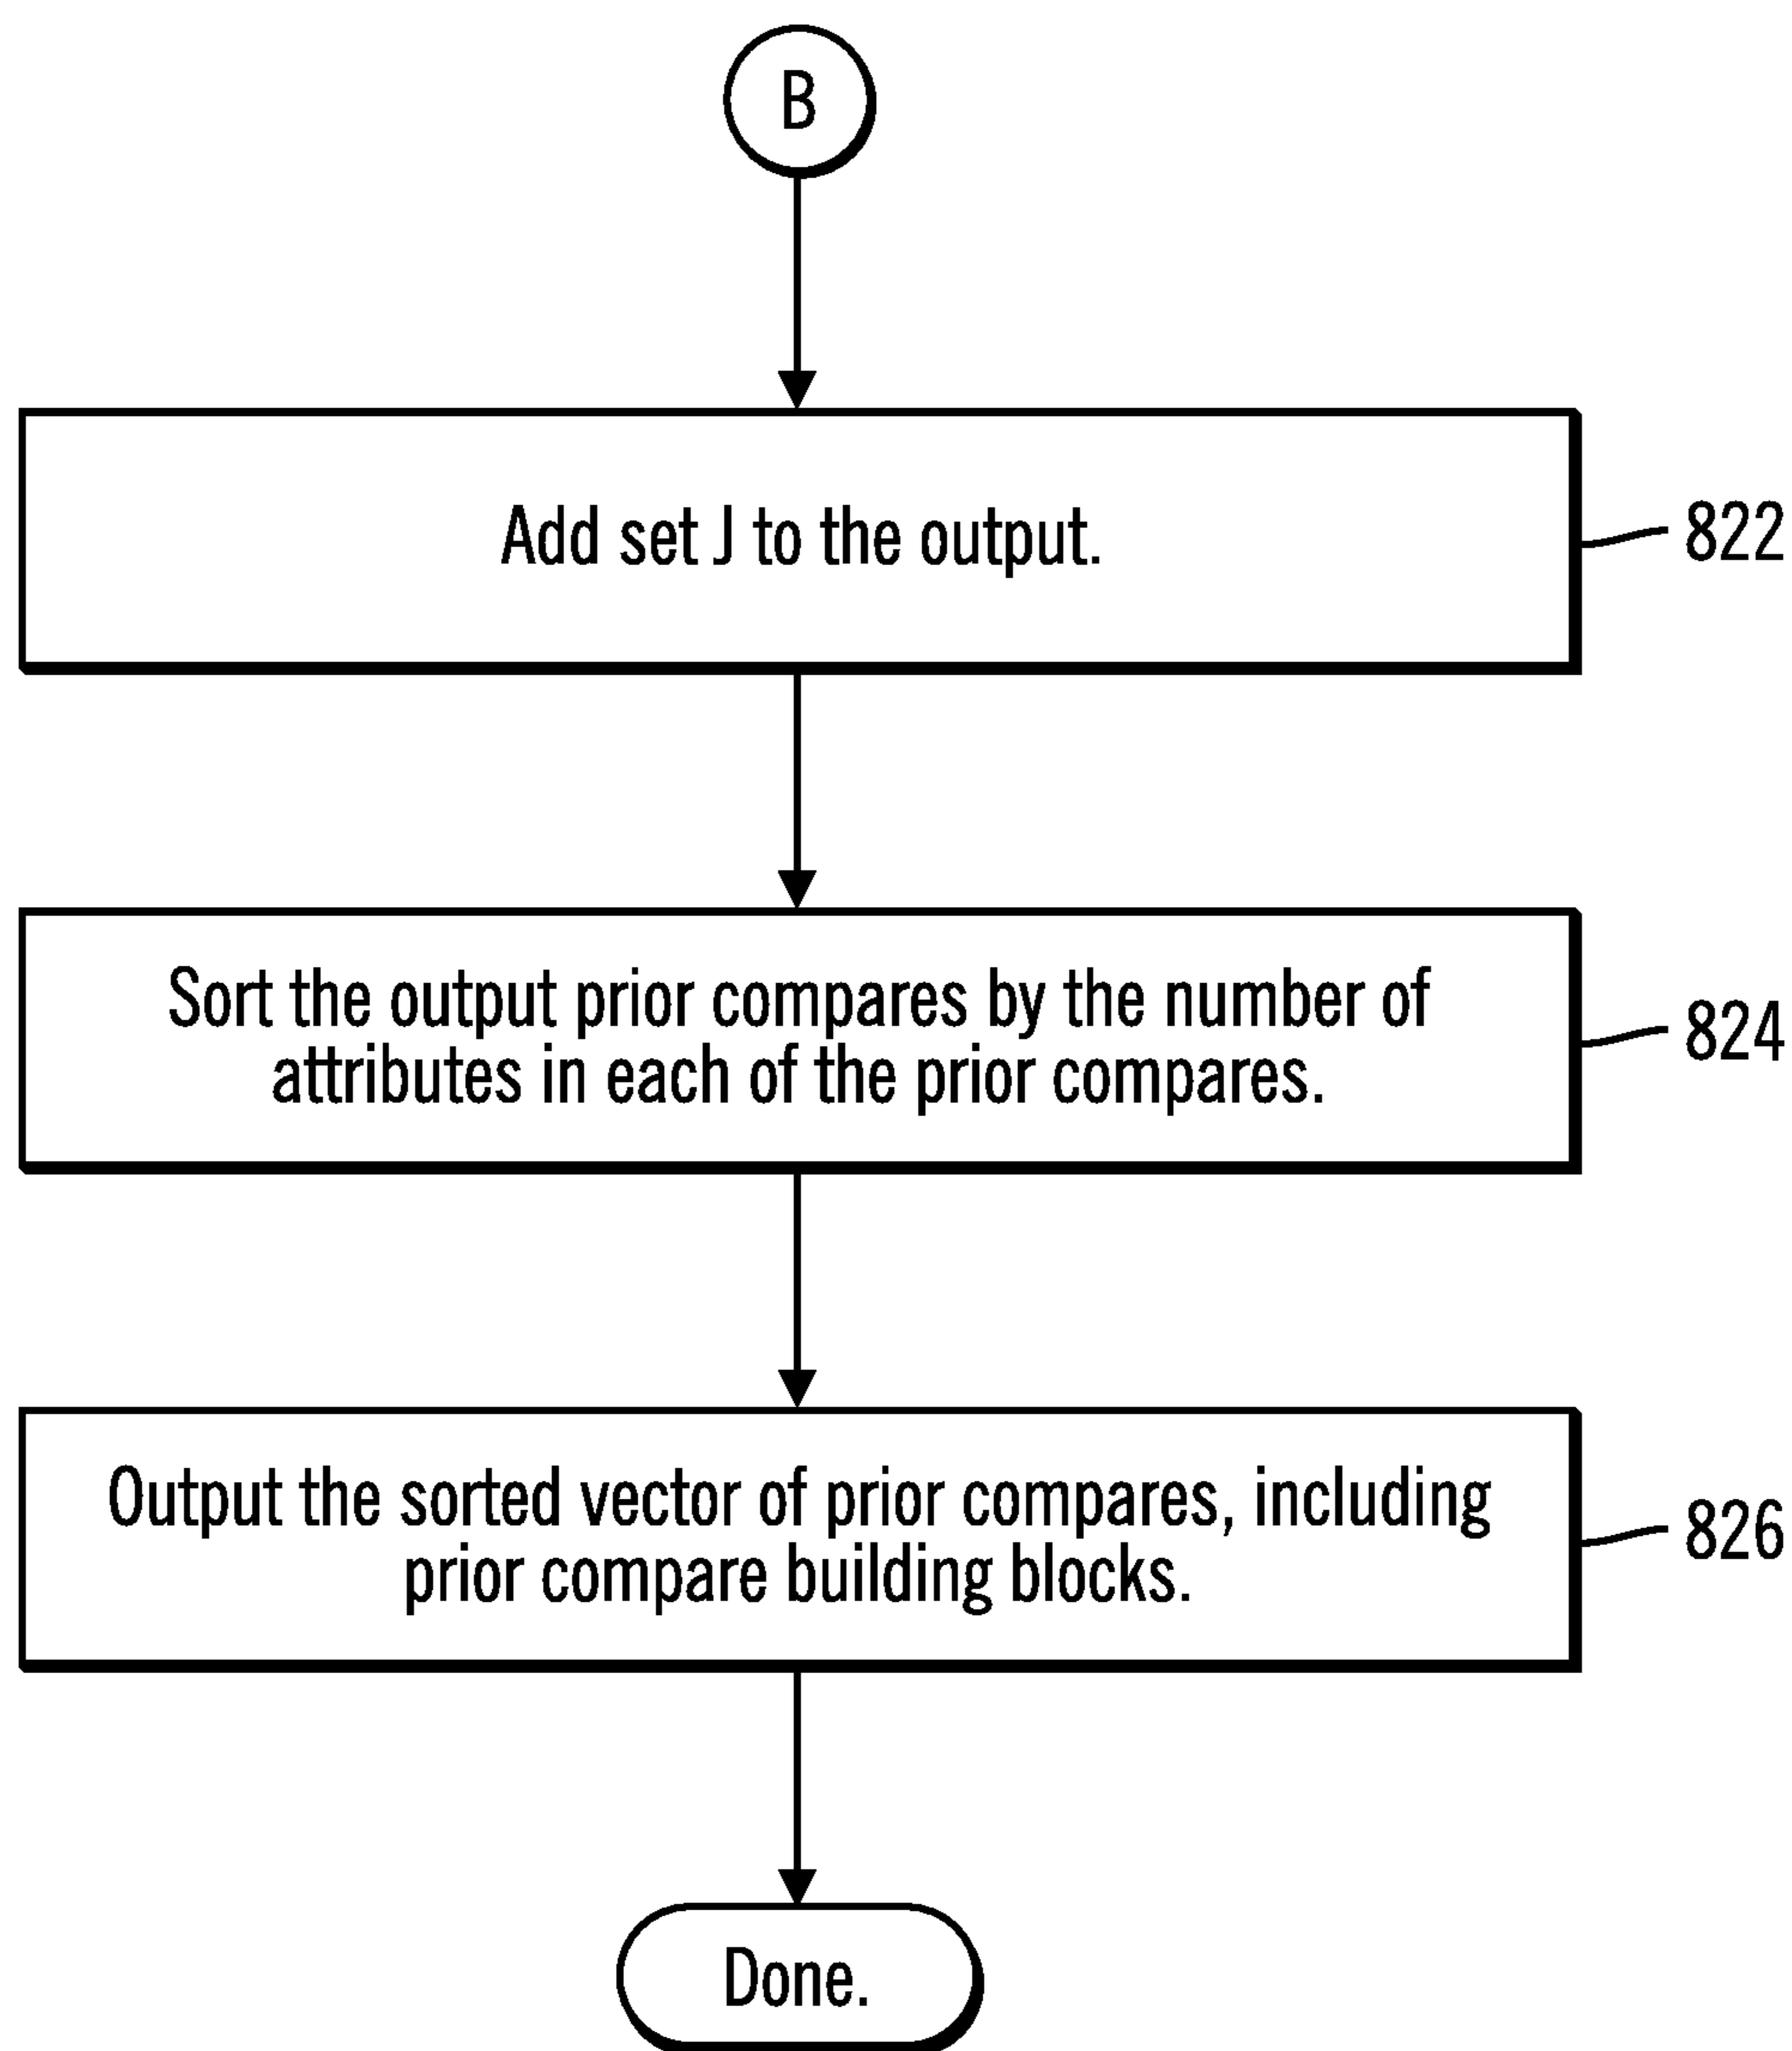 B
Add set J to the output.
822
Sort the output prior compares by the number of
attributes in each of the prior compares.
824
Output the sorted vector of prior compares, including
prior compare building blocks.
826
Done.